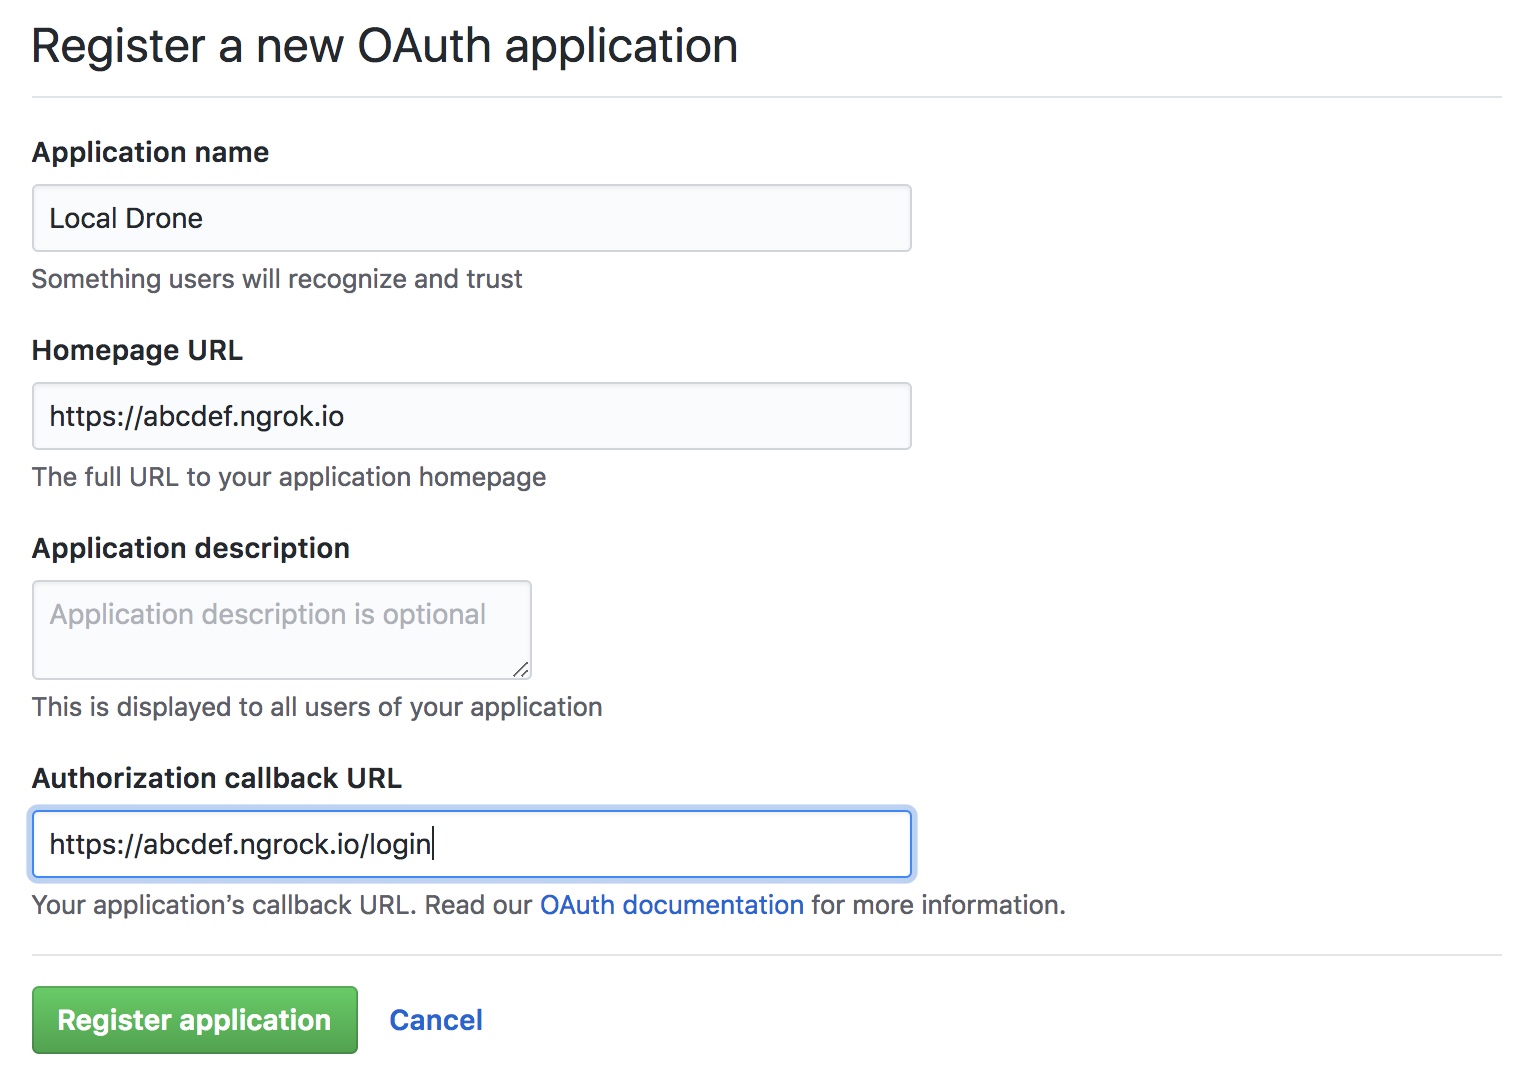 Register a new OAuth application
Application name
Local Drone
Something users will recognize and trust
Homepage URL
https://abcdef.ngrok.io
The full URL to your application homepage
Application description
Application description is optional
This is displayed to all users of your application
Authorization callback URL
https://abcdef.ngrock.io/login
Your application’s callback URL. Read our OAuth documentation for more information.
Register application Cancel